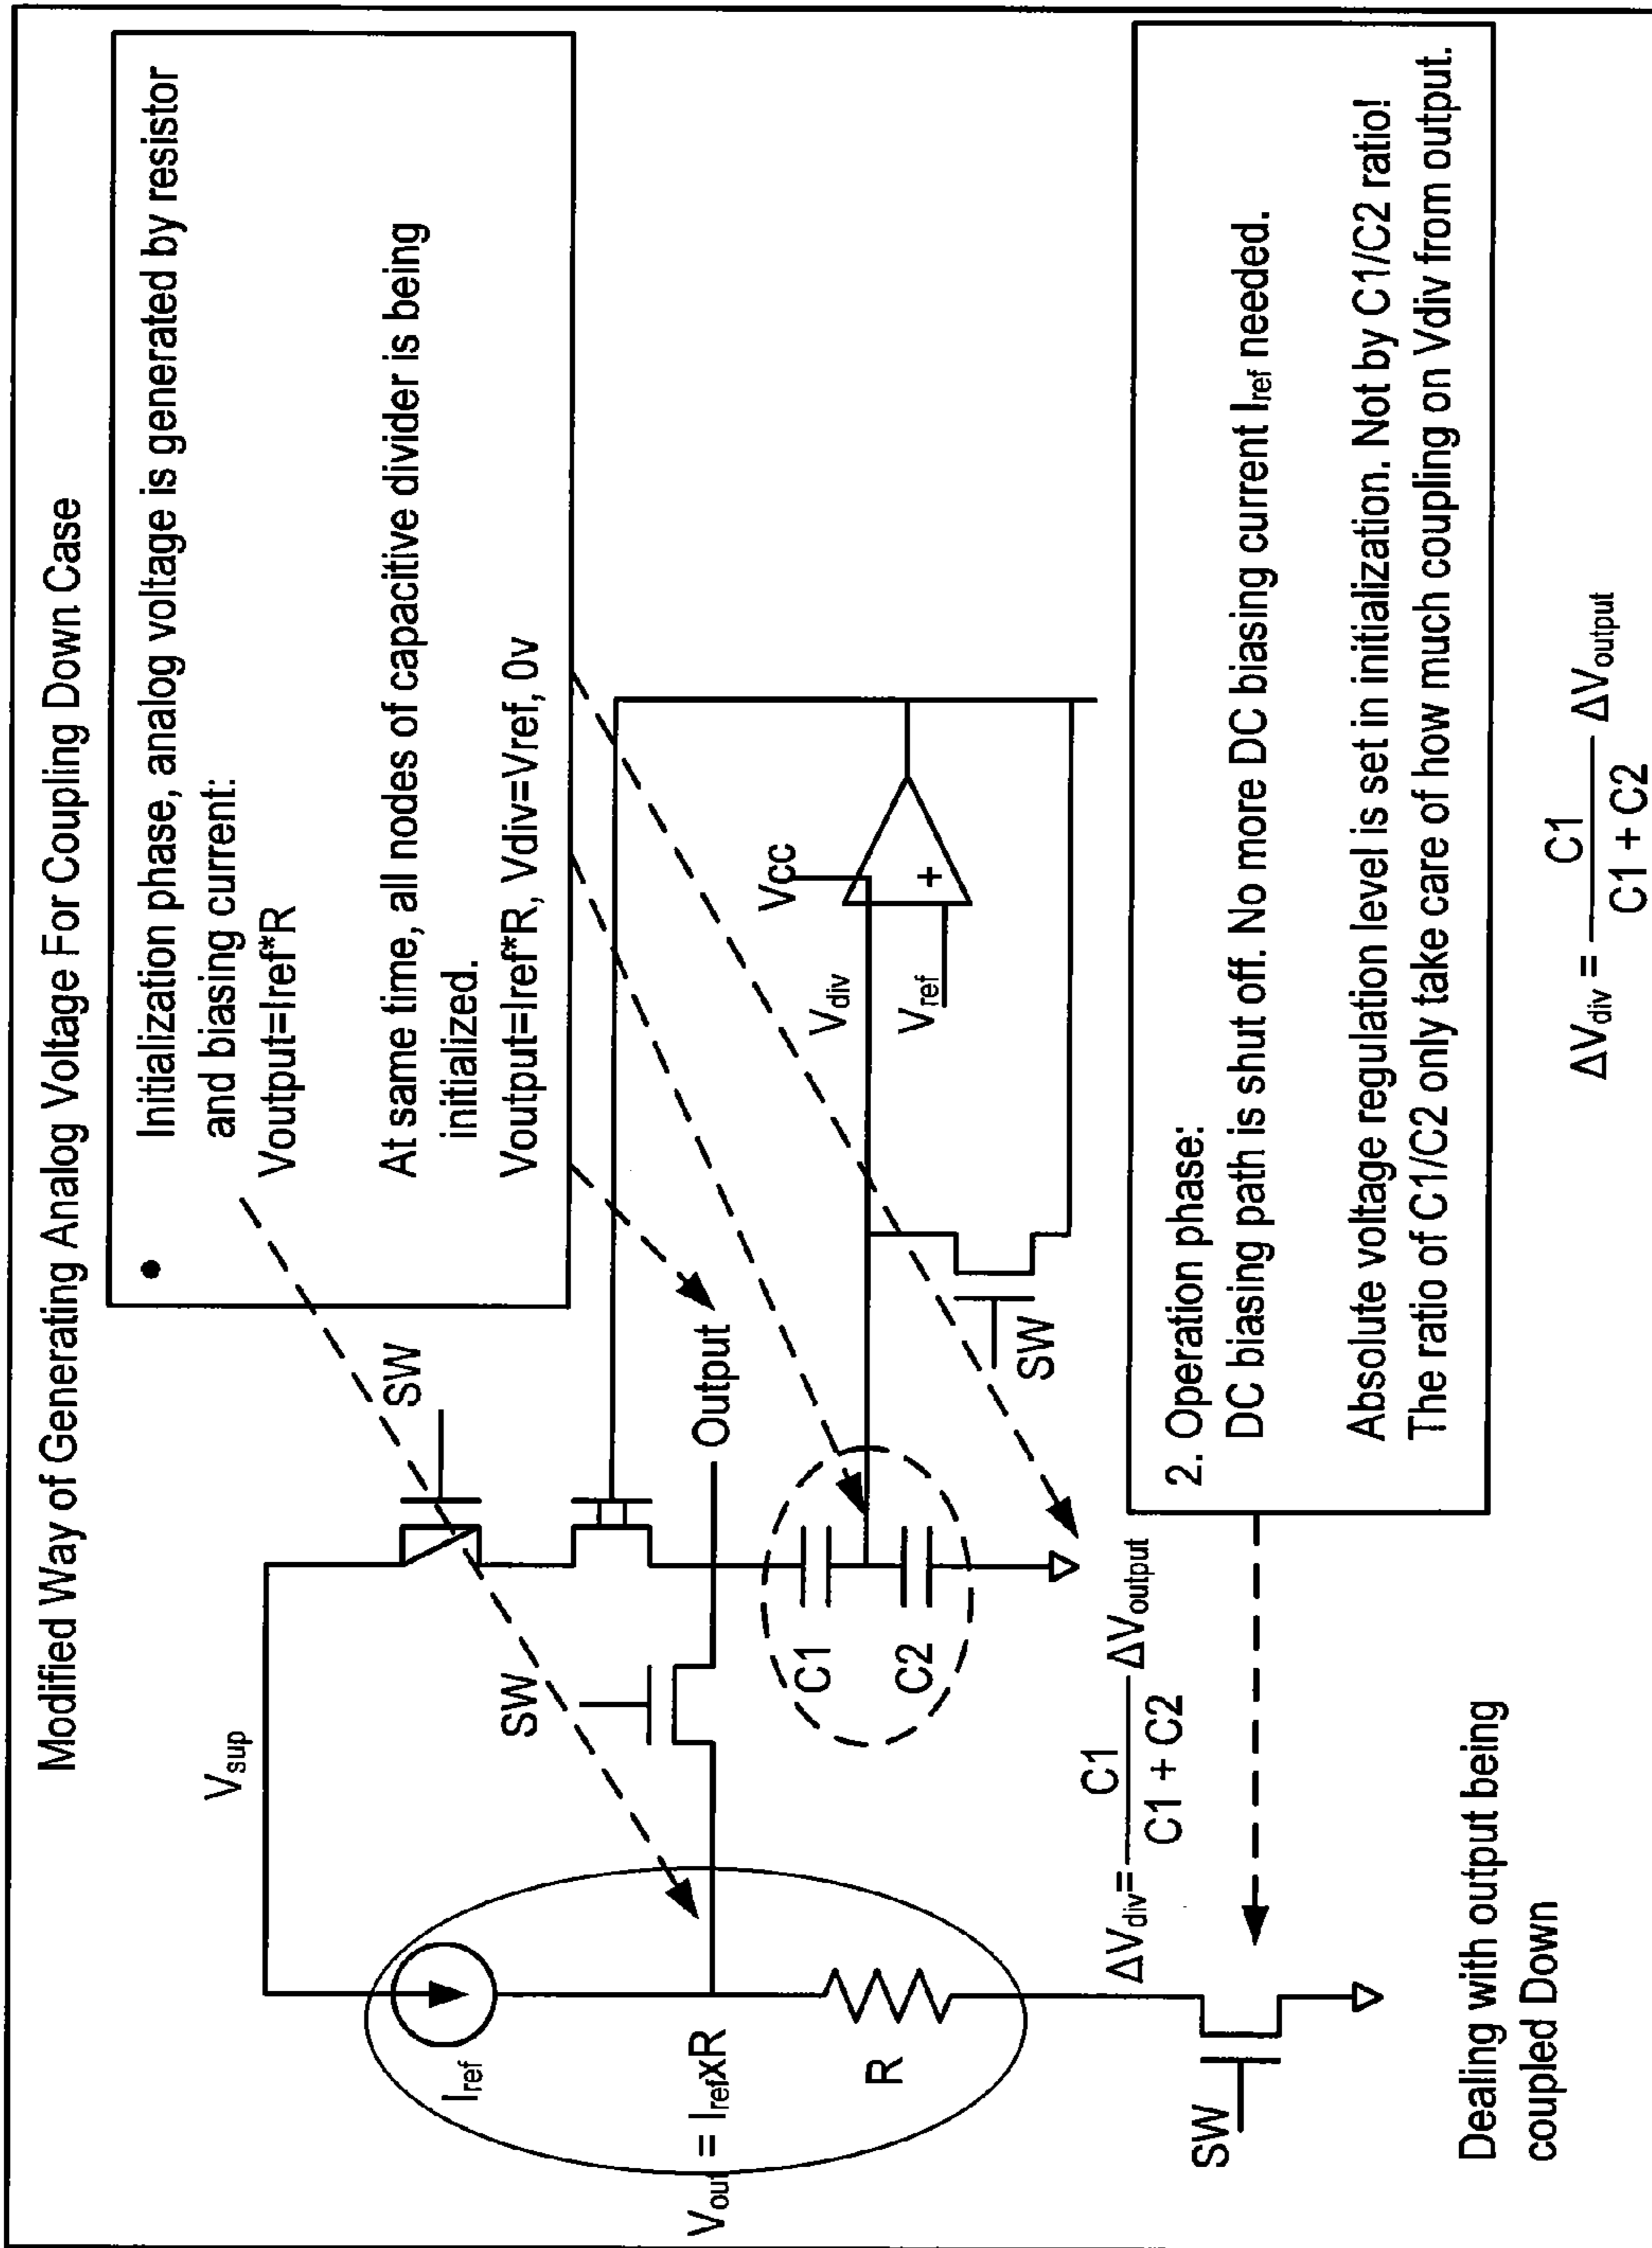 Modified Way of Generating Analog Voltage For Coupling Down Case
• Initialization phase, analog voltage is generated by resistor
and biasing current:
Voutput=Iref*R
At same time, all nodes of capacitive divider is being
initialized.
Voutput=Iref*R, Vdiv=Vref, 0v
Vsup
SW
SW
Output
Iref
Vout = IrefxR
R
C1
C2
Vcc
Vdiv
Vref
+
SW
ΔVdiv= C1 ΔVoutput
C1 + C2
SW
2. Operation phase:
DC biasing path is shut off. No more DC biasing current Iref needed.
Absolute voltage regulation level is set in initialization. Not by C1/C2 ratio!
The ratio of C1/C2 only take care of how much coupling on Vdiv from output.
Dealing with output being
coupled Down
ΔVdiv = C1 ΔVoutput
C1 + C2